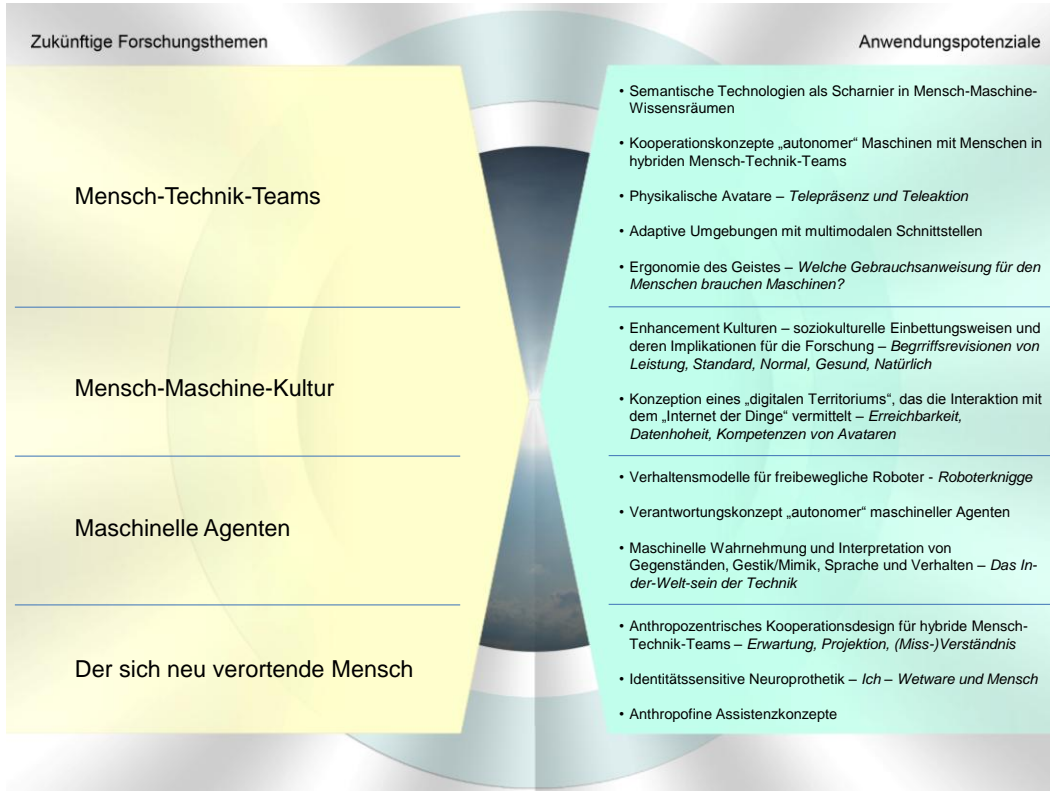 Zukünftige Forschungsthemen
Anwendungspotenziale
Mensch-Technik-Teams
• Semantische Technologien als Scharnier in Mensch-Maschine-
Wissensräumen
• Kooperationskonzepte „autonomer“ Maschinen mit Menschen in
hybriden Mensch-Technik-Teams
• Physikalische Avatare – Telepräsenz und Teleaktion
• Adaptive Umgebungen mit multimodalen Schnittstellen
• Ergonomie des Geistes – Welche Gebrauchsanweisung für den
Menschen brauchen Maschinen?
Mensch-Maschine-Kultur
• Enhancement Kulturen – soziokulturelle Einbettungsweisen und
deren Implikationen für die Forschung – Begrriffsrevisionen von
Leistung, Standard, Normal, Gesund, Natürlich
• Konzeption eines „digitalen Territoriums“, das die Interaktion mit
dem „Internet der Dinge“ vermittelt – Erreichbarkeit,
Datenhoheit, Kompetenzen von Avataren
Maschinelle Agenten
• Verhaltensmodelle für freibewegliche Roboter - Roboterknigge
• Verantwortungskonzept „autonomer“ maschineller Agenten
• Maschinelle Wahrnehmung und Interpretation von
Gegenständen, Gestik/Mimik, Sprache und Verhalten – Das In-
der-Welt-sein der Technik
Der sich neu verortende Mensch
• Anthropozentrisches Kooperationsdesign für hybride Mensch-
Technik-Teams – Erwartung, Projektion, (Miss-)Verständnis
• Identitätssensitive Neuroprothetik – Ich – Wetware und Mensch
• Anthropofine Assistenzkonzepte